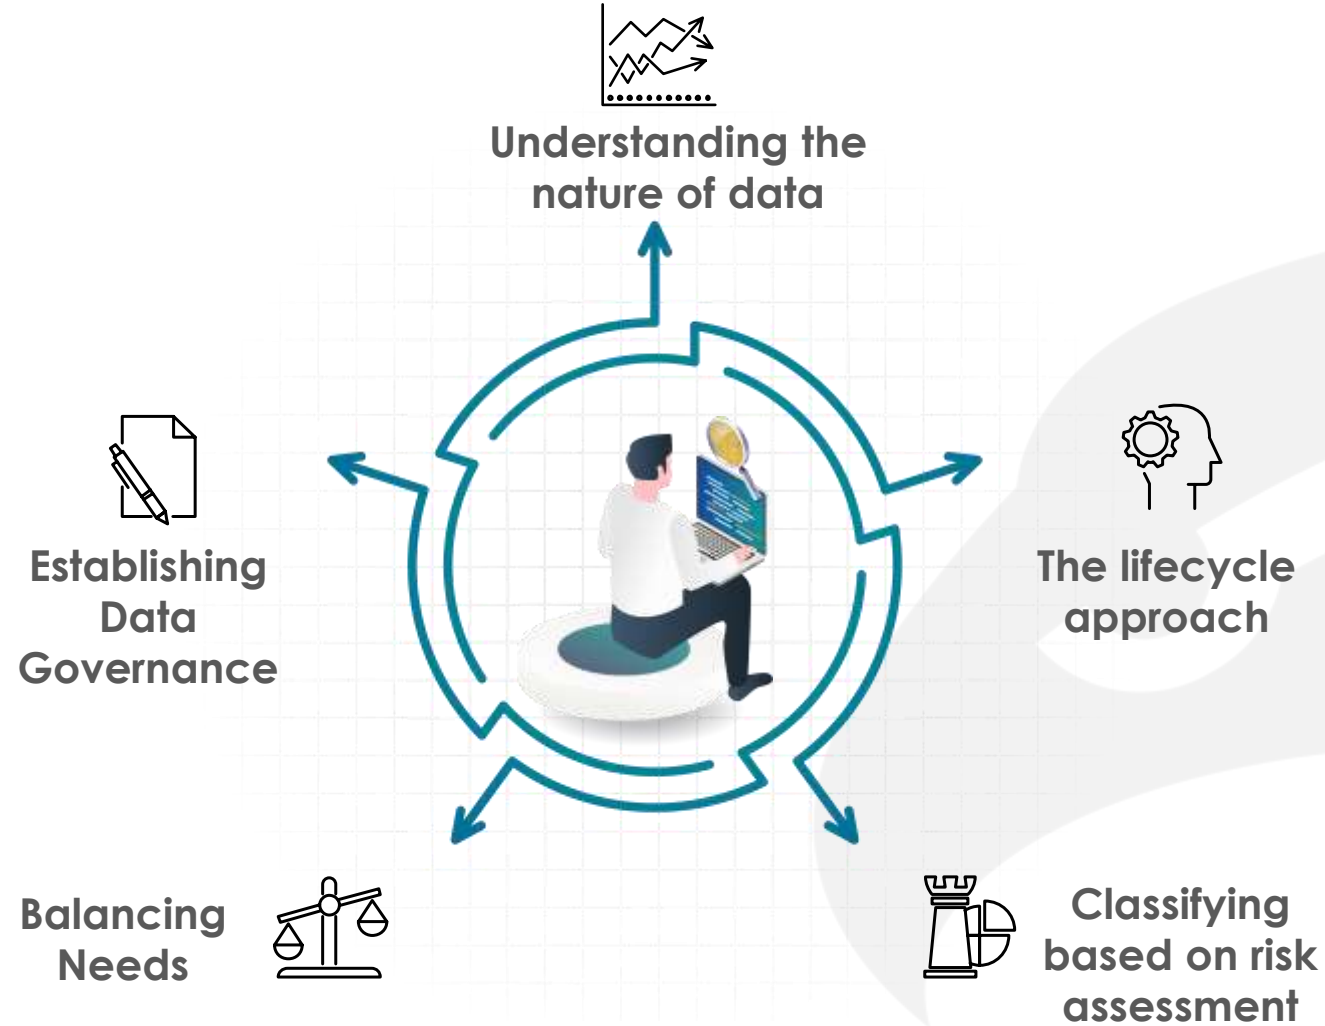 Understanding the
nature of data
The lifecycle
approach
Classifying
based on risk
assessment
Balancing
Needs
Establishing
Data
Governance